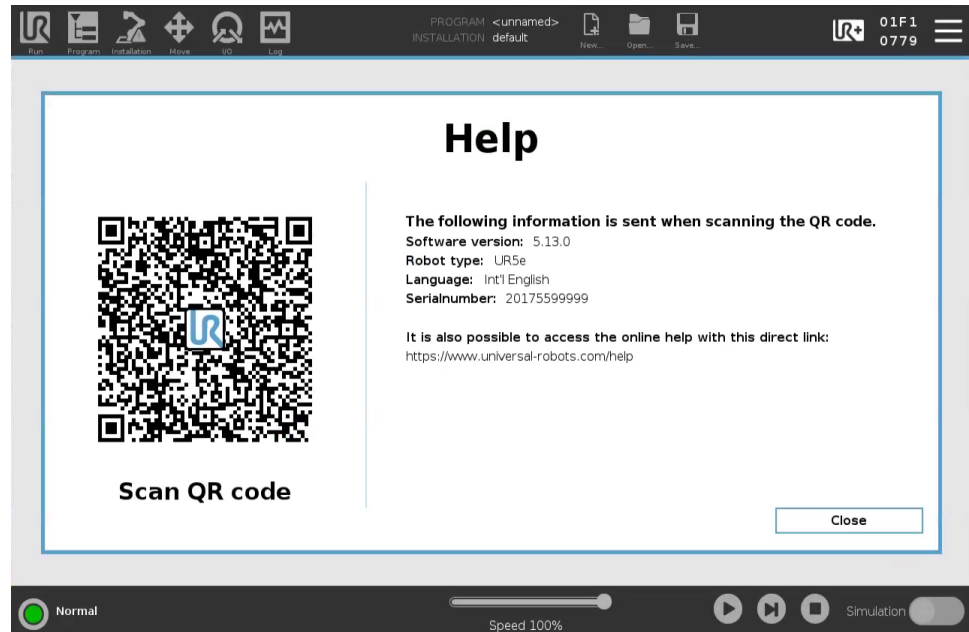 PROGRAM <unnamed>
INSTALLATION default
Run
Program
Installation
Move
I/O
Log
New...
Open...
Save...
01F1
0779
Help
The following information is sent when scanning the QR code.
Software version: 5.13.0
Robot type: UR5e
Language: Int'l English
Serialnumber: 20175599999
It is also possible to access the online help with this direct link:
https://www.universal-robots.com/help
Scan QR code
Close
Normal
Speed 100%
Simulation